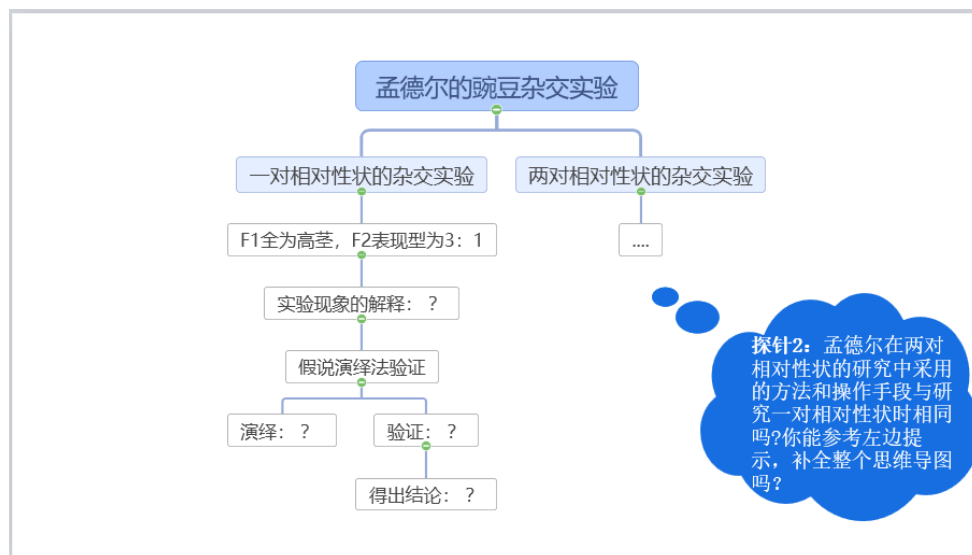 孟德尔的豌豆杂交实验
一对相对性状的杂交实验
两对相对性状的杂交实验
F1全为高茎，F2表现型为3：1
....
实验现象的解释：？
假说演绎法验证
演绎：？
验证：？
得出结论：？
探针2：孟德尔在两对
相对性状的研究中采用
的方法和操作手段与研
究一对相对性状时相同
吗?你能参考左边提
示，补全整个思维导图
吗？